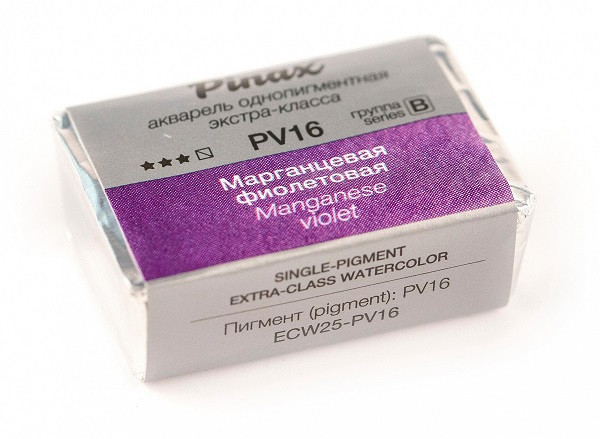 Pinax
акварель однопигментная
экстра-класса
PV16
группа
series B
Марганцевая
фиолетовая
Manganese
violet
SINGLE-PIGMENT
EXTRA-CLASS WATERCOLOR
Пигмент (pigment): PV16
ECW25-PV16